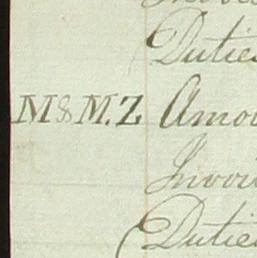 Duties
M & M. Z Amou
Invoi
Duties